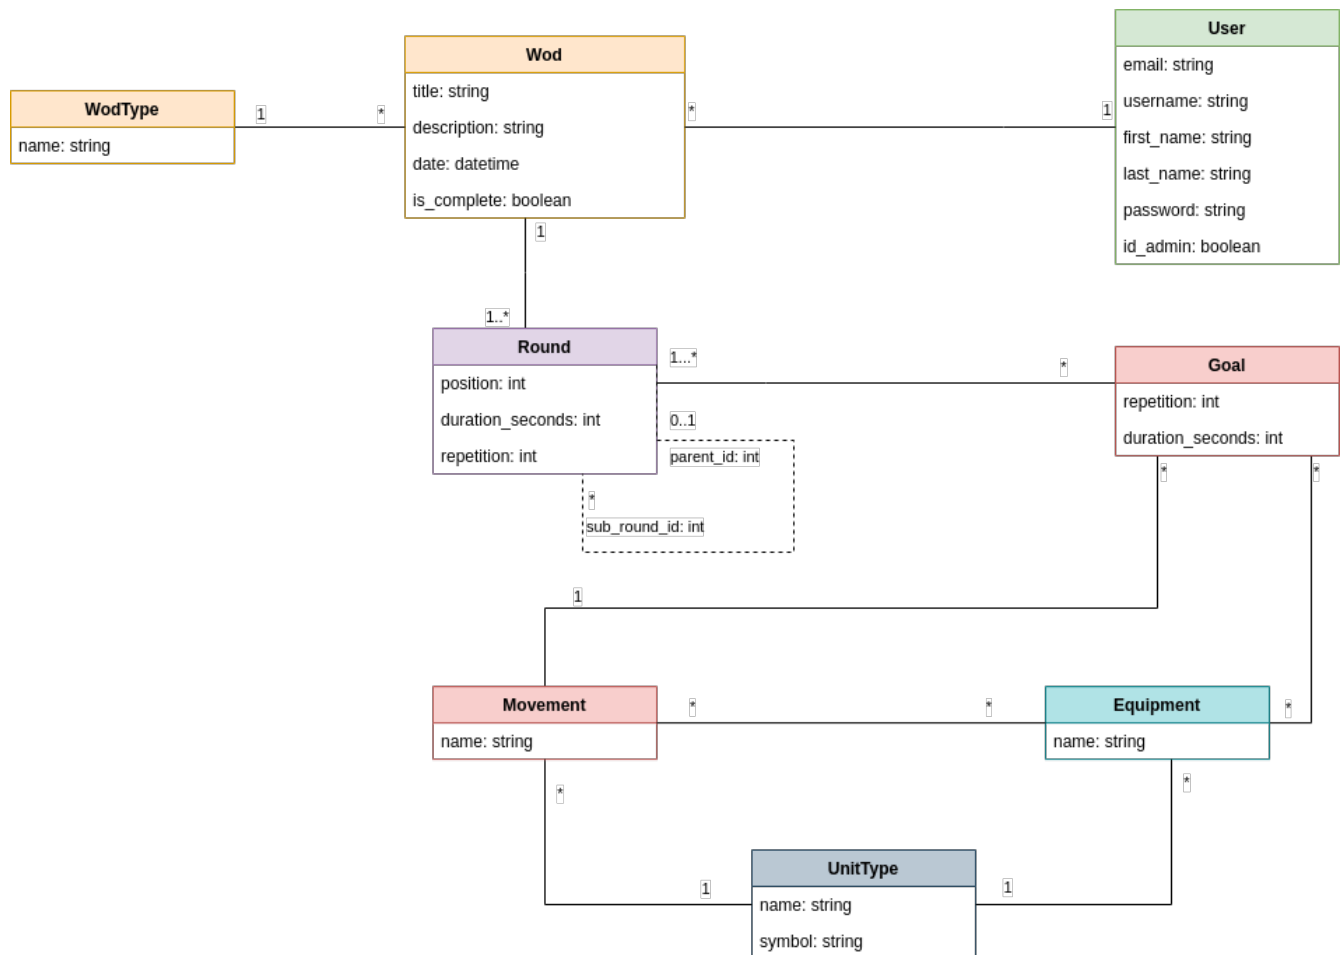 User
email: string
username: string
first_name: string
last_name: string
password: string
id_admin: boolean
Wod
title: string
description: string
date: datetime
is_complete: boolean
WodType
name: string
1
*
*
1
1
1..*
Round
position: int
duration_seconds: int
repetition: int
1...*
*
0..1
parent_id: int
*
sub_round_id: int
Goal
repetition: int
duration_seconds: int
*
*
1
Movement
name: string
*
*
Equipment
name: string
*
*
*
1
1
UnitType
name: string
symbol: string